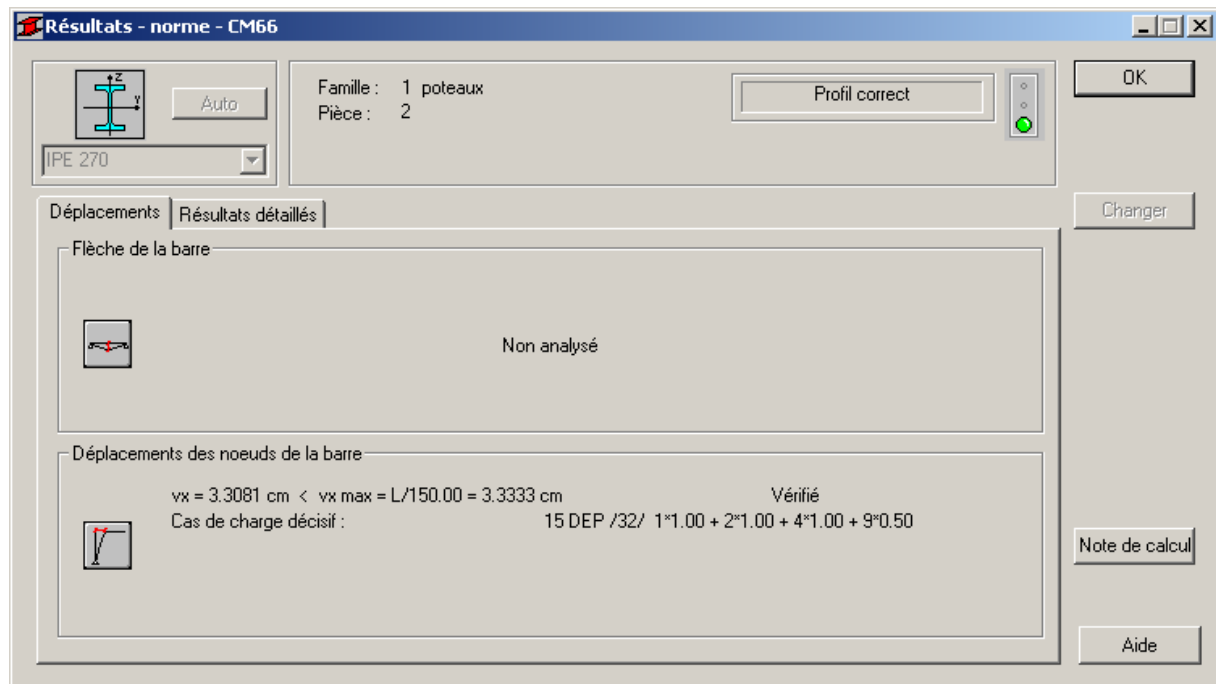 Résultats - norme - CM66
z
y
Auto
IPE 270
Famille : 1 poteaux
Pièce : 2
Profil correct
OK
Changer
Déplacements
Résultats détaillés
Flèche de la barre
Non analysé
Déplacements des noeuds de la barre
vx = 3.3081 cm < vx max = L/150.00 = 3.3333 cm Vérifié
Cas de charge décisif : 15 DEP /32/ 1*1.00 + 2*1.00 + 4*1.00 + 9*0.50
Note de calcul
Aide